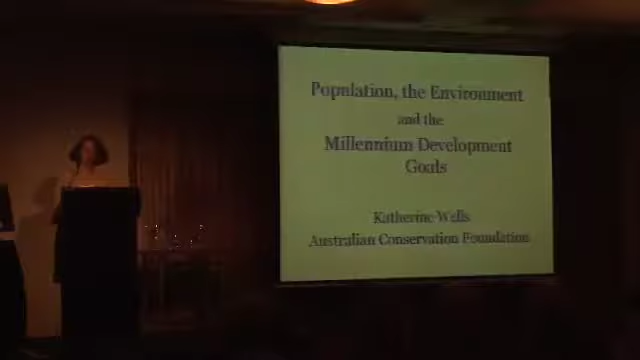 Population, the Environment
and the
Millennium Development
Goals
Katherine Wells
Australian Conservation Foundation